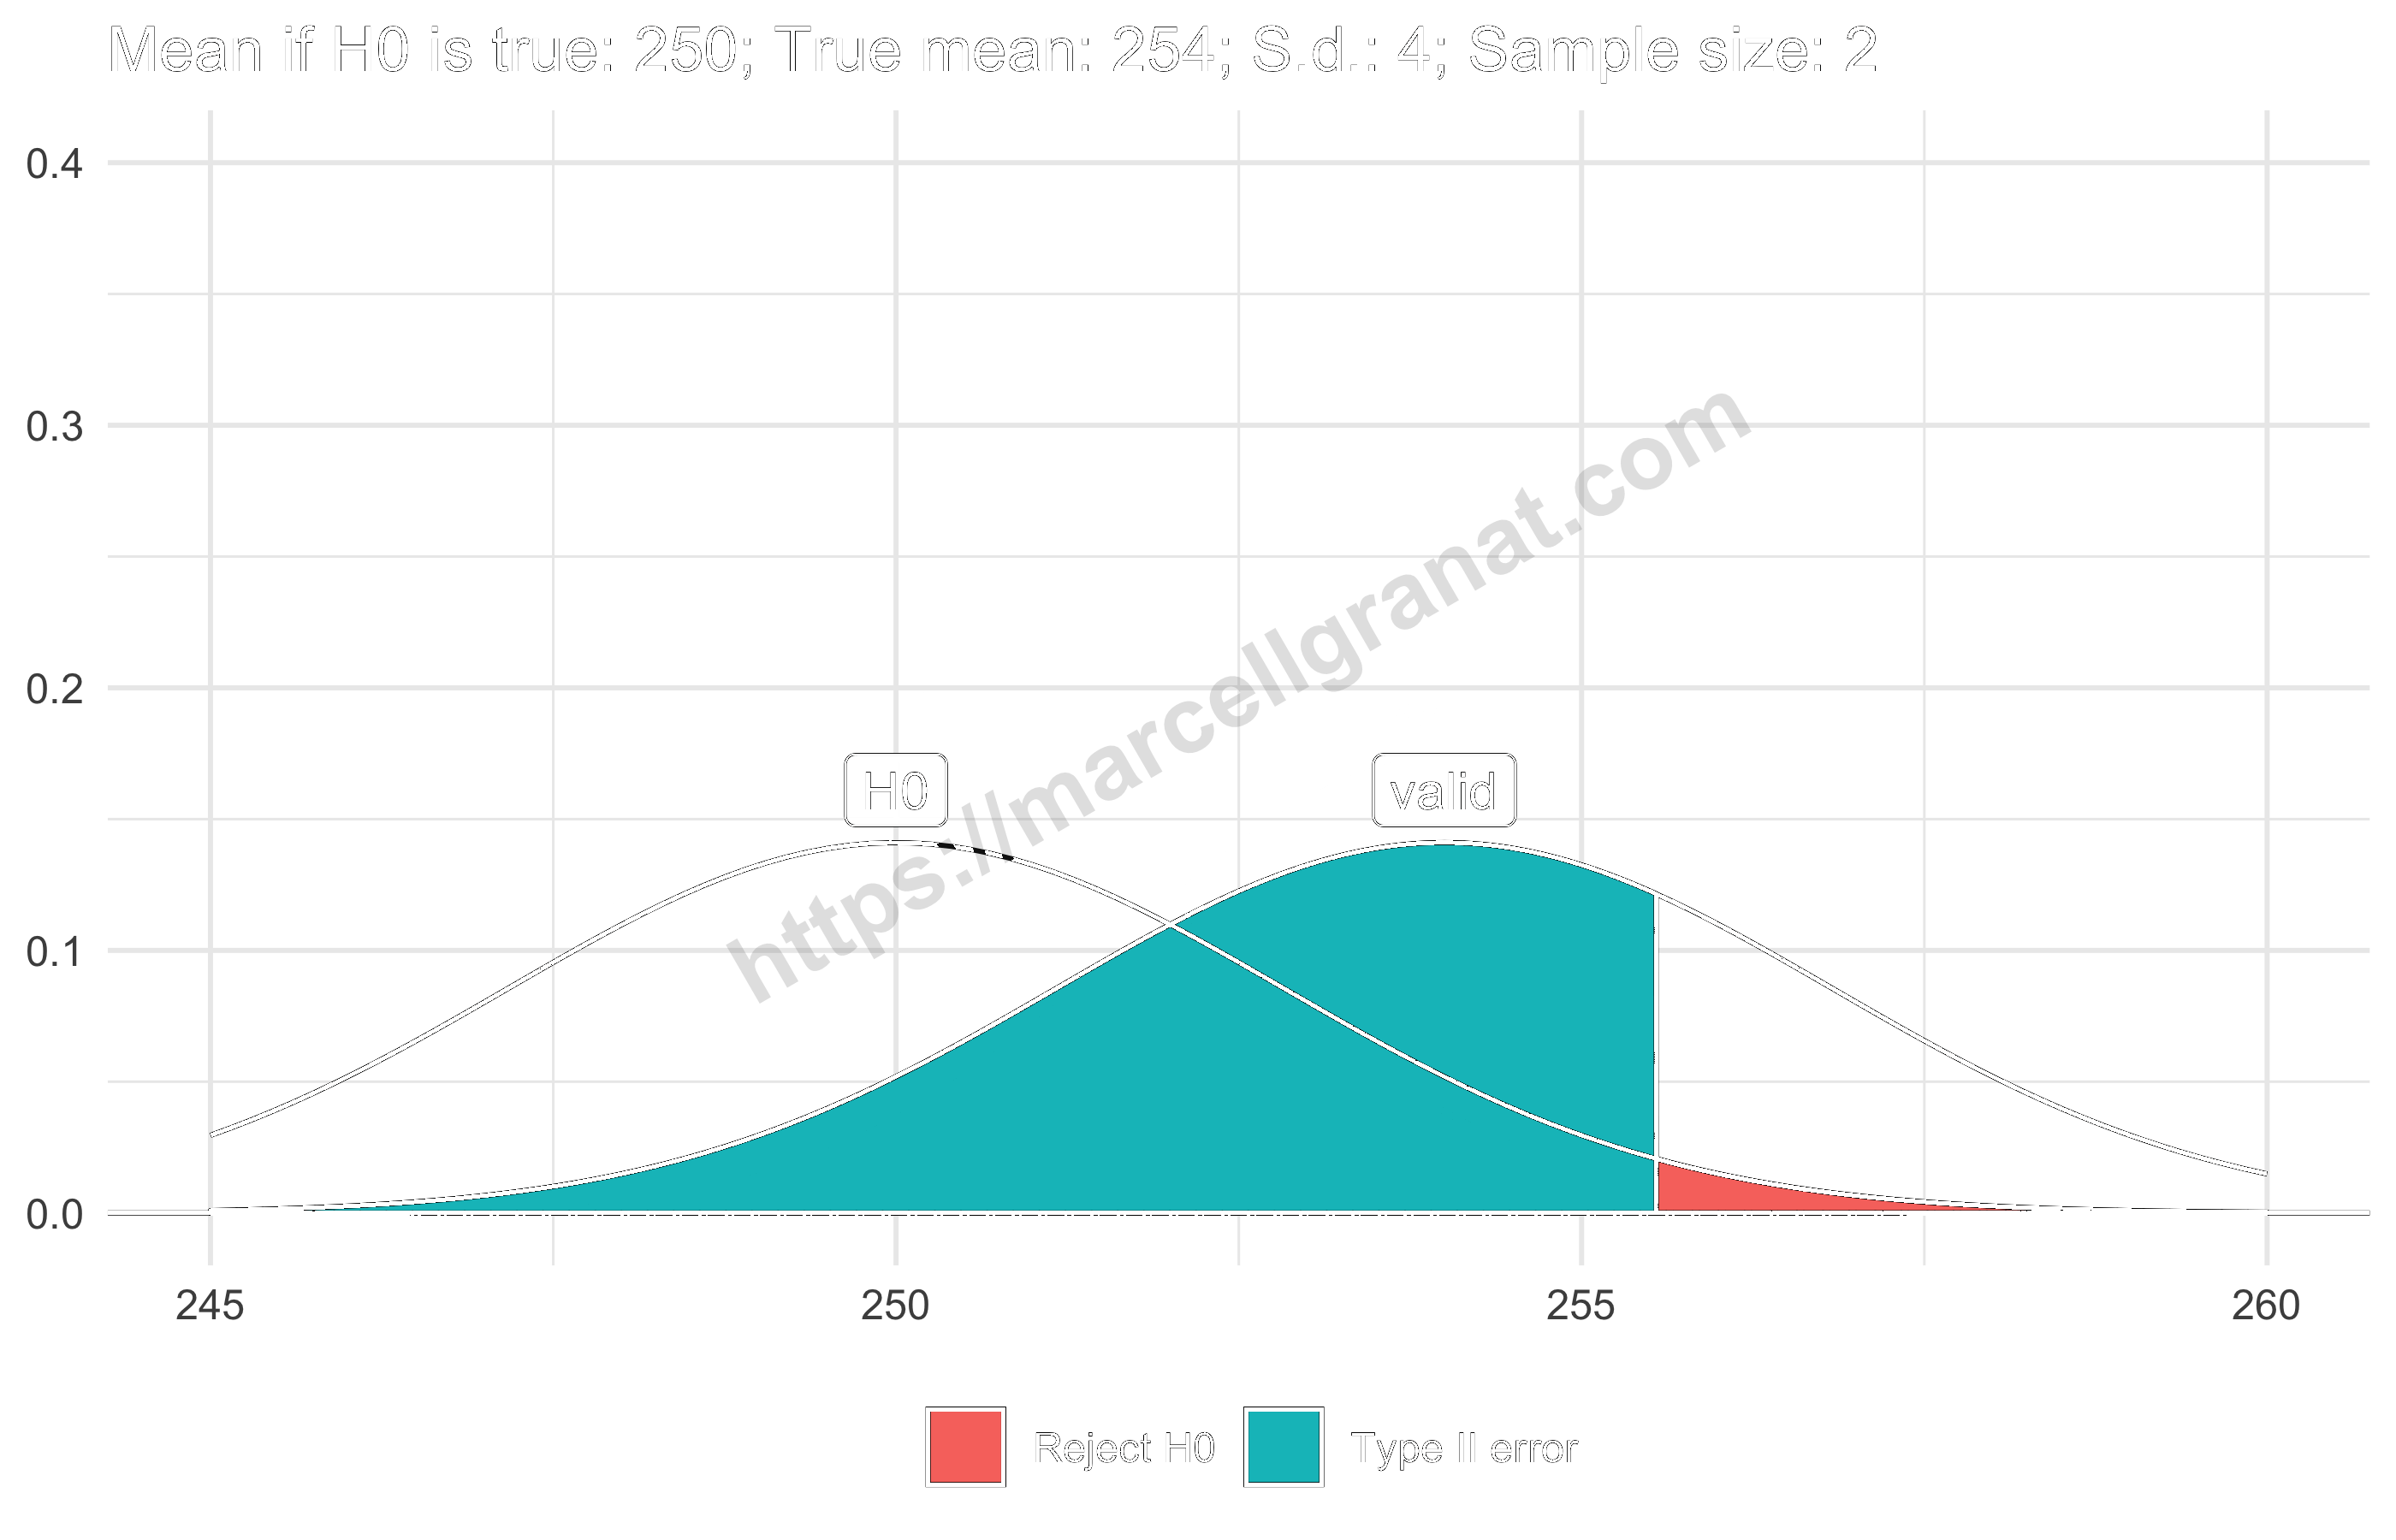 Mean if H0 is true: 250; True mean: 254; S.d.: 4; Sample size: 2
0.4
0.3
0.2
0.1
0.0
https://marcellgranat.com
H0
valid
245
250
255
260
Reject H0
Type II error